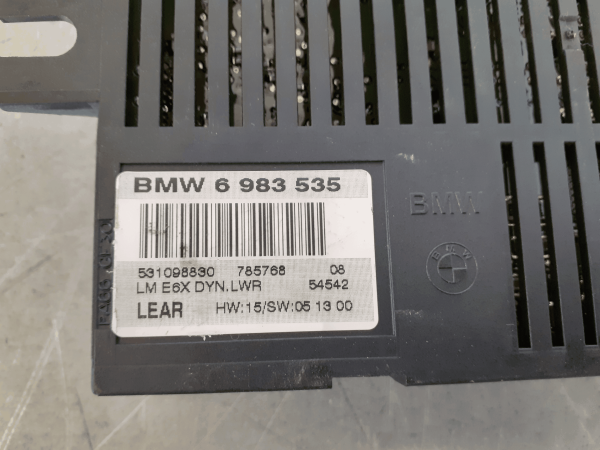 BMW 6 983 535
531098830 785768 08
LM E6X DYN.LWR 54542
LEAR HW:15/SW:05 13 00
BMW
BMW